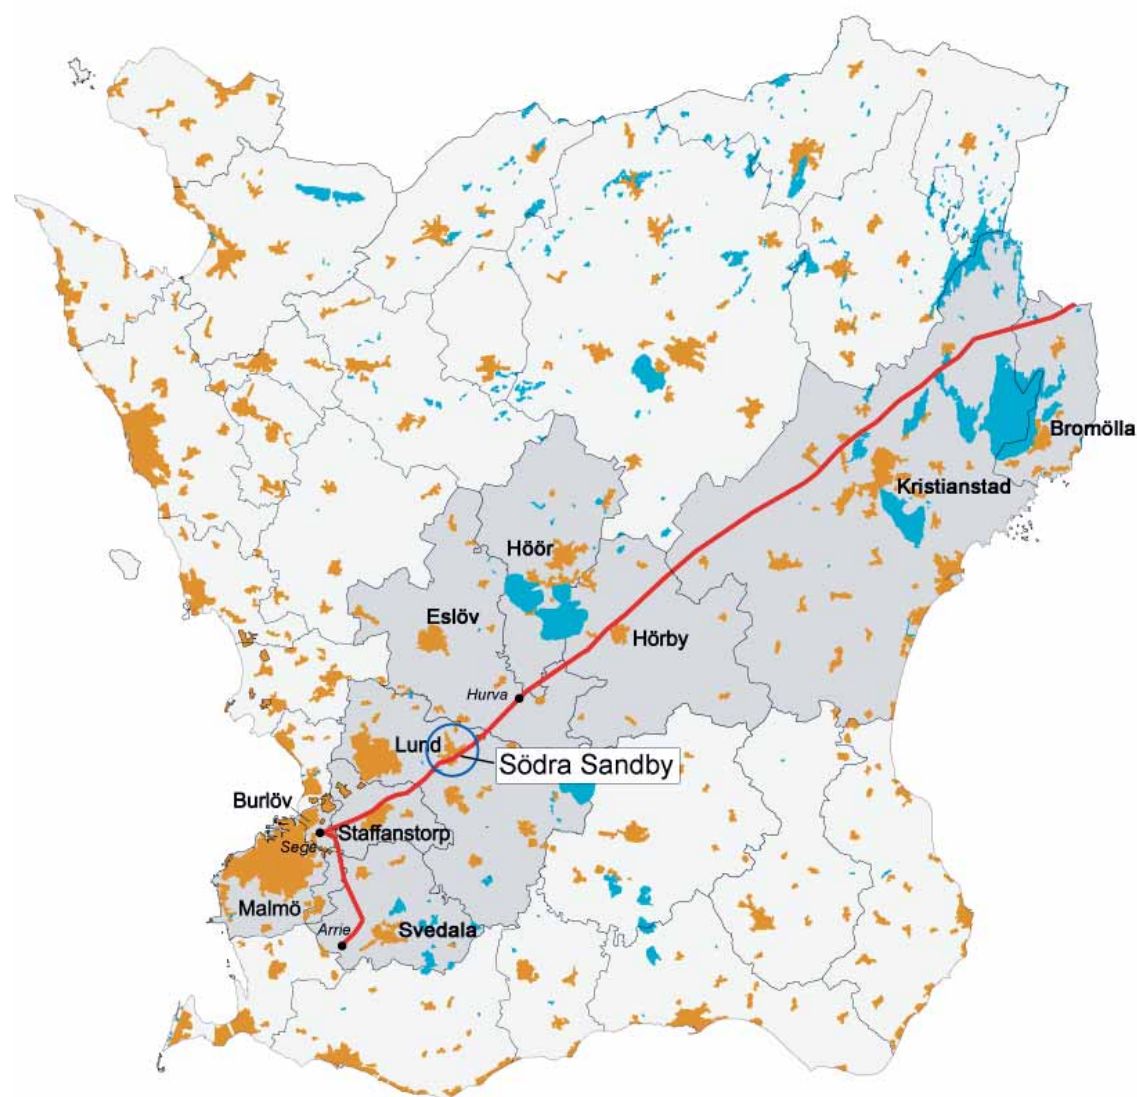 Bromölla
Kristianstad
Höör
Eslöv
Hörby
Hurva
Lund
Södra Sandby
Burlöv
Staffanstorp
Sege
Malmö
Arrie
Svedala